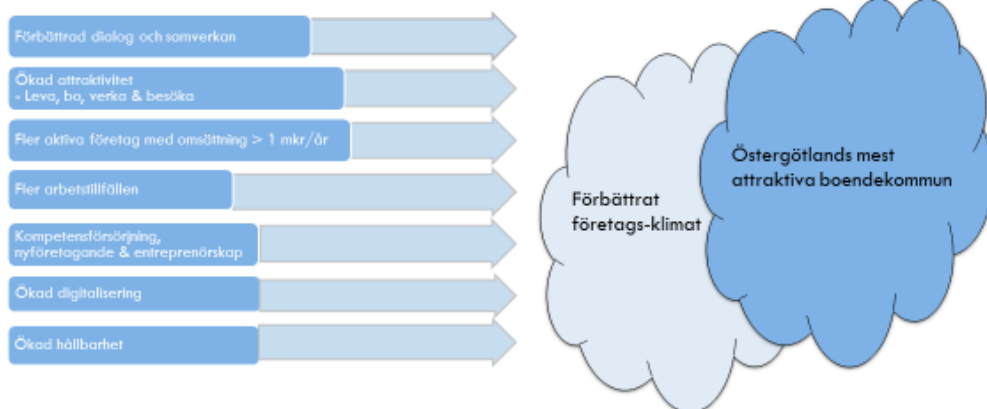 Förbättrad dialog och samverkan
Ökad attraktivitet
- Leva, bo, verka & besöka
Fler aktiva företag med omsättning > 1 mkr/år
Fler arbetstillfällen
Kompetensförsörjning,
nyföretagande & entreprenörskap
Ökad digitalisering
Ökad hållbarhet
Förbättrat
företags-klimat
Östergötlands mest
attraktiva boendekommun